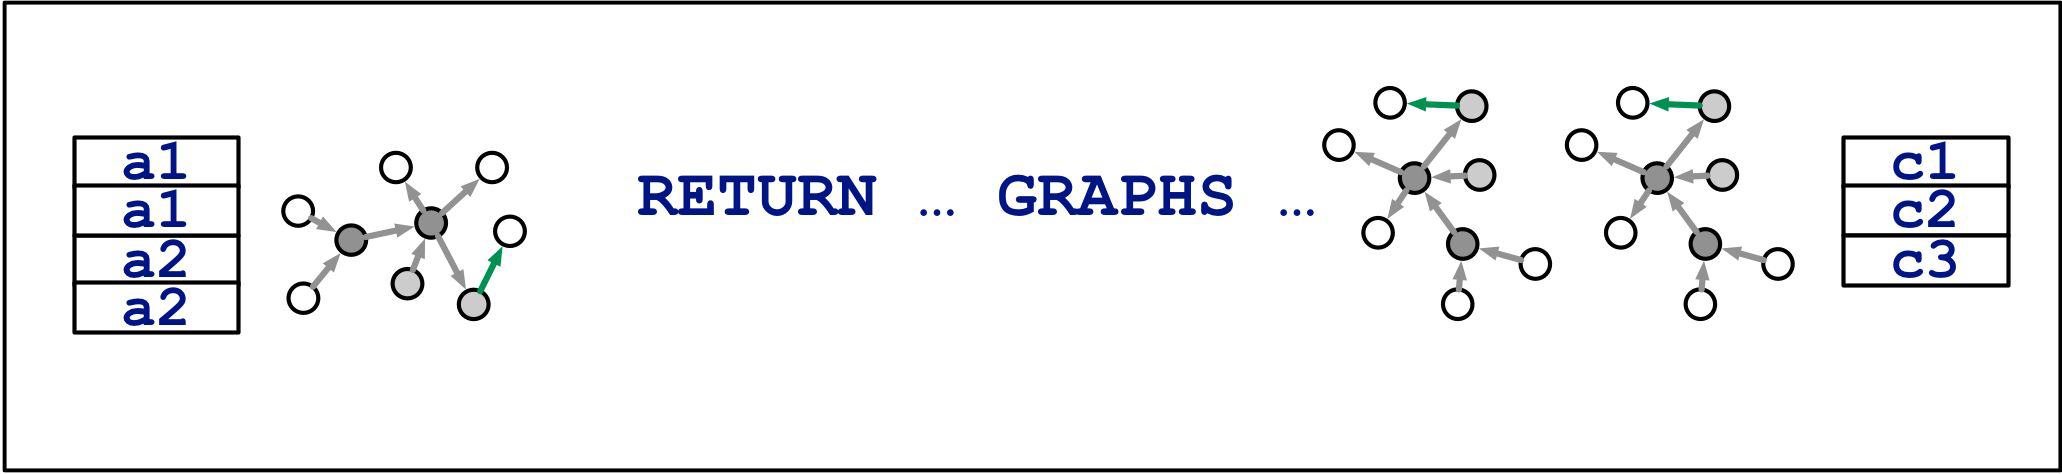 a1
a1
a2
a2
RETURN … GRAPHS …
c1
c2
c3